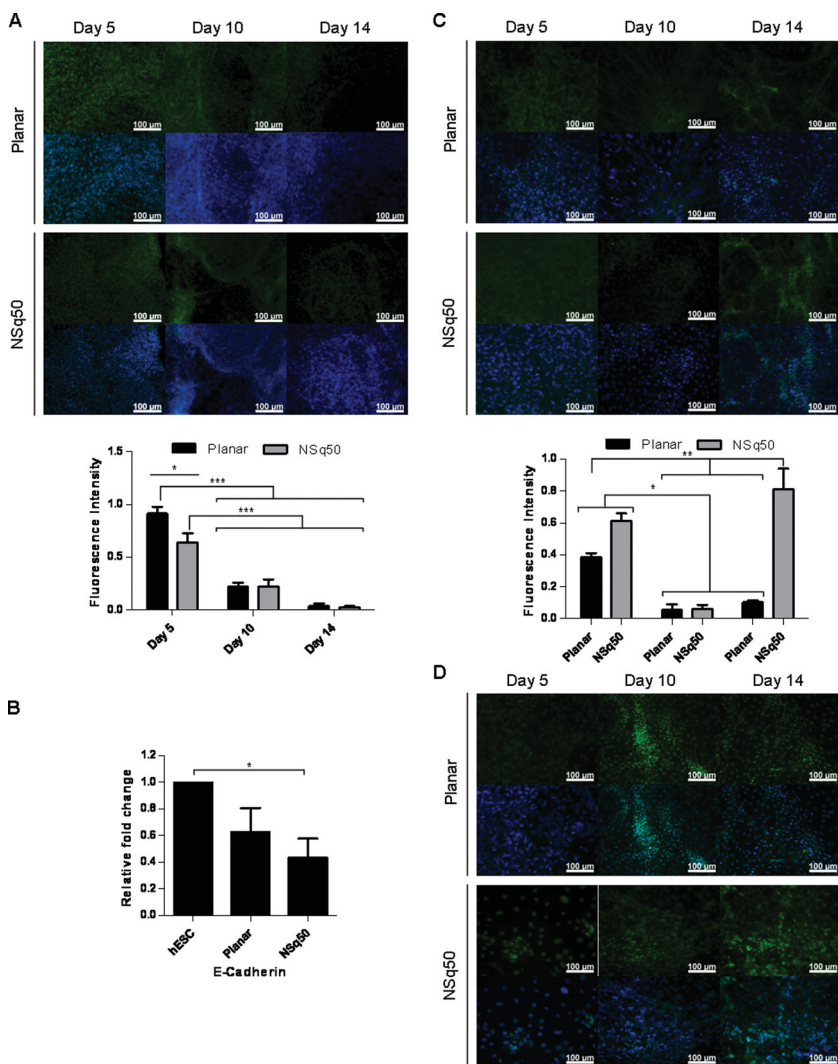 A
Day 5 Day 10 Day 14
Planar
100 µm 100 µm 100 µm
100 µm 100 µm 100 µm
NSq50
100 µm 100 µm 100 µm
100 µm 100 µm 100 µm
Planar NSq50
Fluorescence Intensity
1.5
1.0
0.5
0.0
*
***
***
Day 5 Day 10 Day 14
B
Relative fold change
1.2
1.0
0.8
0.6
0.4
0.2
0.0
*
hESC Planar NSq50
E-Cadherin
C
Day 5 Day 10 Day 14
Planar
100 µm 100 µm 100 µm
100 µm 100 µm 100 µm
NSq50
100 µm 100 µm 100 µm
100 µm 100 µm 100 µm
Planar NSq50
Fluorescence Intensity
1.0
0.8
0.6
0.4
0.2
0.0
**
*
Planar NSq50 Planar NSq50 Planar NSq50
D
Day 5 Day 10 Day 14
Planar
100 µm 100 µm 100 µm
100 µm 100 µm 100 µm
NSq50
100 µm 100 µm 100 µm
100 µm 100 µm 100 µm